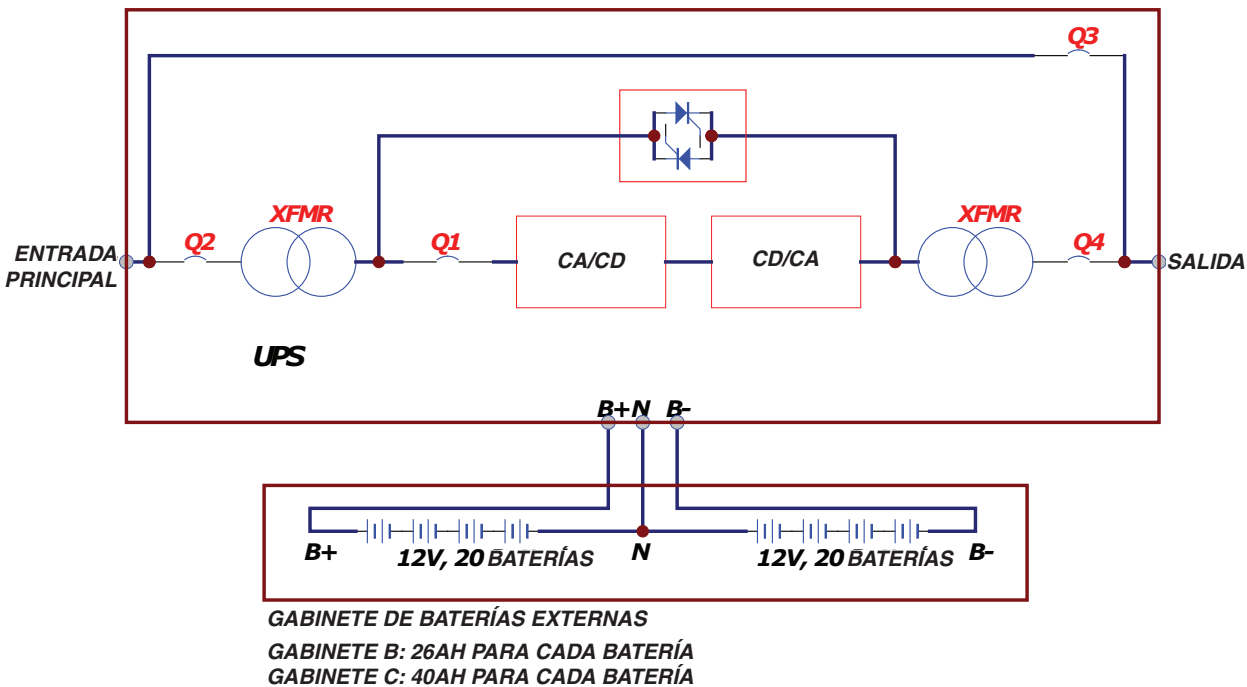 Q3
XFMR
XFMR
Q2
Q1
Q4
ENTRADA
PRINCIPAL
CA/CD
CD/CA
SALIDA
UPS
B+ N B-
B+
12V, 20 BATERÍAS
N
12V, 20 BATERÍAS
B-
GABINETE DE BATERÍAS EXTERNAS
GABINETE B: 26AH PARA CADA BATERÍA
GABINETE C: 40AH PARA CADA BATERÍA